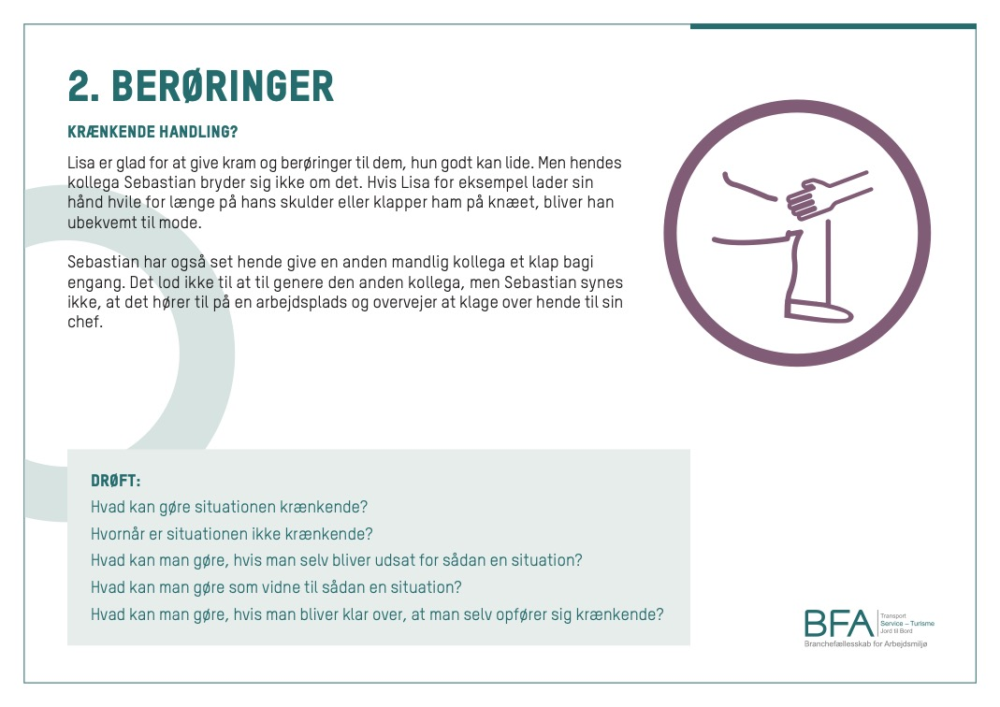 2. BERØRINGER
KRÆNKENDE HANDLING?
Lisa er glad for at give kram og berøringer til dem, hun godt kan lide. Men hendes
kollega Sebastian bryder sig ikke om det. Hvis Lisa for eksempel lader sin
hånd hvile for længe på hans skulder eller klapper ham på knæet, bliver han
ubekvemt til mode.
Sebastian har også set hende give en anden mandlig kollega et klap bagi
engang. Det lod ikke til at til genere den anden kollega, men Sebastian synes
ikke, at det hører til på en arbejdsplads og overvejer at klage over hende til sin
chef.
DRØFT:
Hvad kan gøre situationen krænkende?
Hvornår er situationen ikke krænkende?
Hvad kan man gøre, hvis man selv bliver udsat for sådan en situation?
Hvad kan man gøre som vidne til sådan en situation?
Hvad kan man gøre, hvis man bliver klar over, at man selv opfører sig krænkende?
BFA
Transport
Service – Turisme
Jord til Bord
Branchefællesskab for Arbejdsmiljø